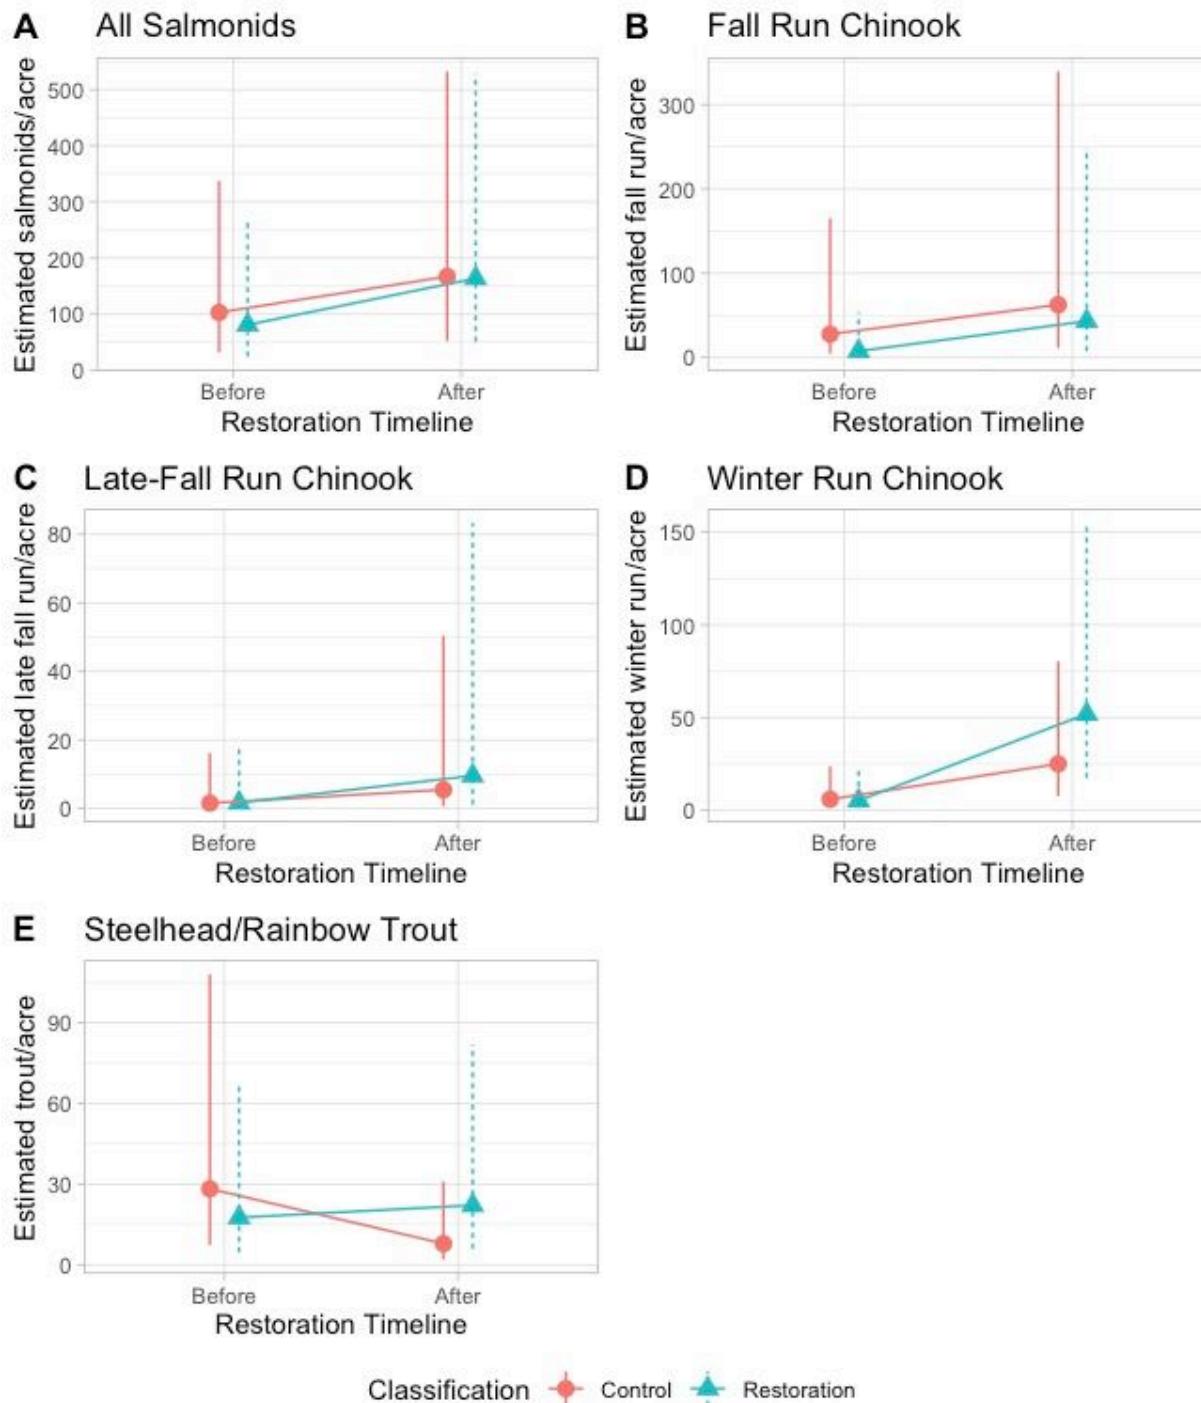 A All Salmonids
Estimated salmonids/acre
500
400
300
200
100
0
Before After
Restoration Timeline
B Fall Run Chinook
Estimated fall run/acre
300
200
100
0
Before After
Restoration Timeline
C Late-Fall Run Chinook
Estimated late fall run/acre
80
60
40
20
0
Before After
Restoration Timeline
D Winter Run Chinook
Estimated winter run/acre
150
100
50
0
Before After
Restoration Timeline
E Steelhead/Rainbow Trout
Estimated trout/acre
90
60
30
0
Before After
Restoration Timeline
Classification Control Restoration